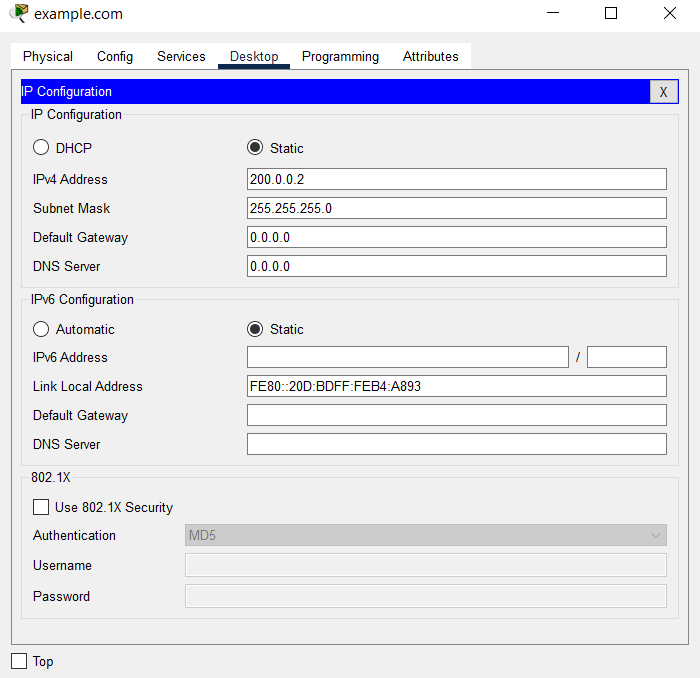 example.com
Physical Config Services Desktop Programming Attributes
IP Configuration X
IP Configuration
DHCP Static
IPv4 Address 200.0.0.2
Subnet Mask 255.255.255.0
Default Gateway 0.0.0.0
DNS Server 0.0.0.0
IPv6 Configuration
Automatic Static
IPv6 Address /
Link Local Address FE80::20D:BDFF:FEB4:A893
Default Gateway
DNS Server
802.1X
Use 802.1X Security
Authentication MD5
Username
Password
Top